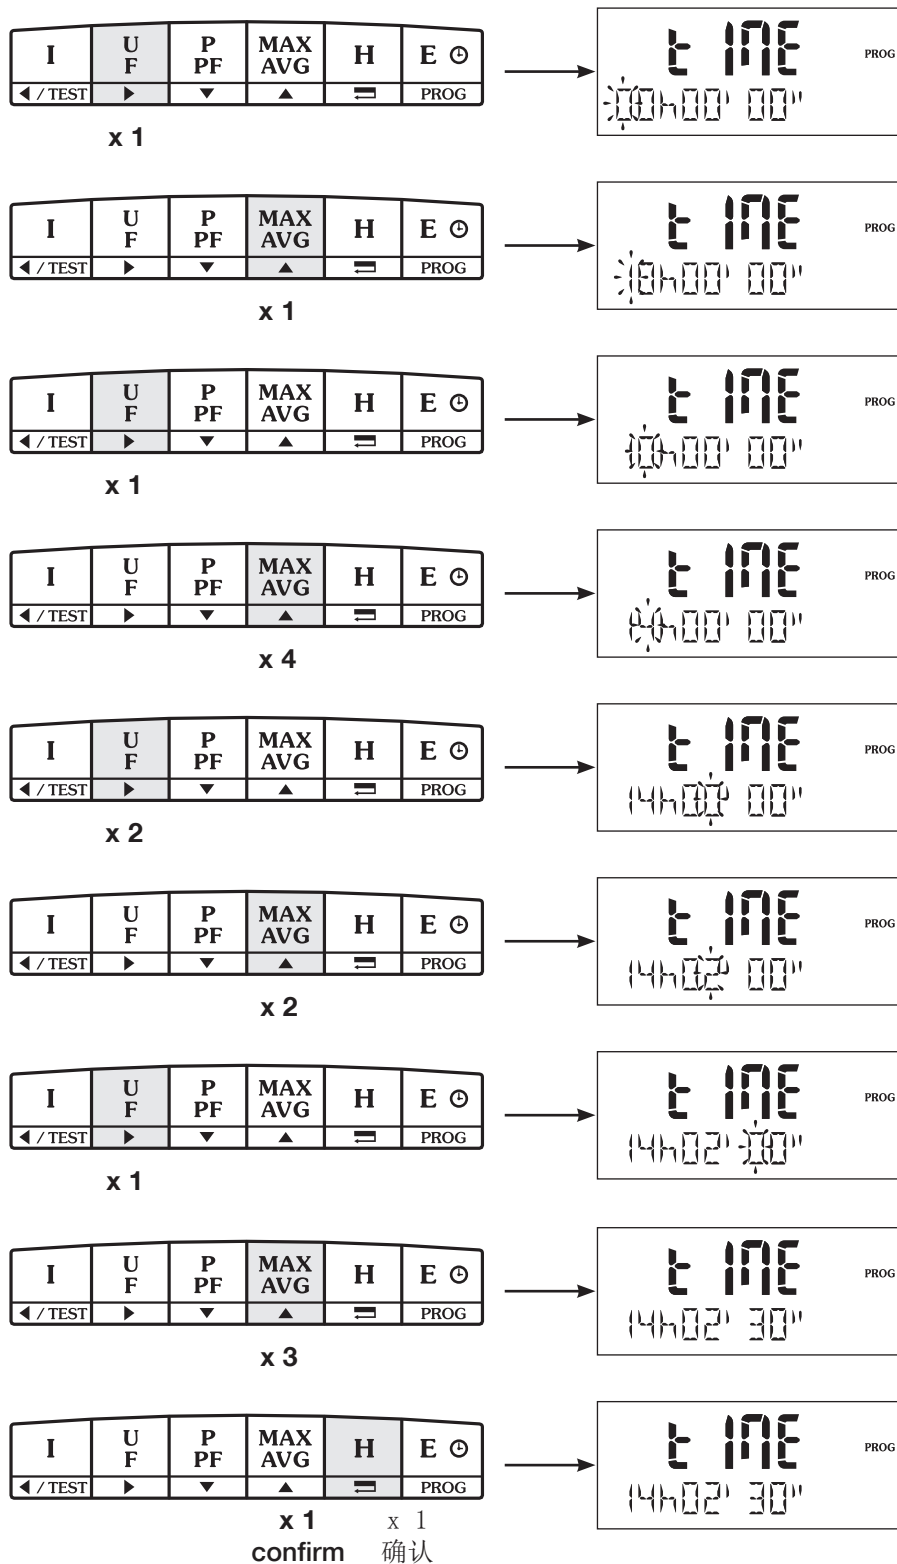 I U F P PF MAX AVG H E
◀ / TEST ▶ ▼ ▲ PROG
x 1
t IME PROG
00h00' 00"
I U F P PF MAX AVG H E
◀ / TEST ▶ ▼ ▲ PROG
x 1
t IME PROG
10h00' 00"
I U F P PF MAX AVG H E
◀ / TEST ▶ ▼ ▲ PROG
x 1
t IME PROG
10h00' 00"
I U F P PF MAX AVG H E
◀ / TEST ▶ ▼ ▲ PROG
x 4
t IME PROG
14h00' 00"
I U F P PF MAX AVG H E
◀ / TEST ▶ ▼ ▲ PROG
x 2
t IME PROG
14h00' 00"
I U F P PF MAX AVG H E
◀ / TEST ▶ ▼ ▲ PROG
x 2
t IME PROG
14h02' 00"
I U F P PF MAX AVG H E
◀ / TEST ▶ ▼ ▲ PROG
x 1
t IME PROG
14h02' 00"
I U F P PF MAX AVG H E
◀ / TEST ▶ ▼ ▲ PROG
x 3
t IME PROG
14h02' 30"
I U F P PF MAX AVG H E
◀ / TEST ▶ ▼ ▲ PROG
t IME PROG
14h02' 30"
x 1 x 1
confirm 确认